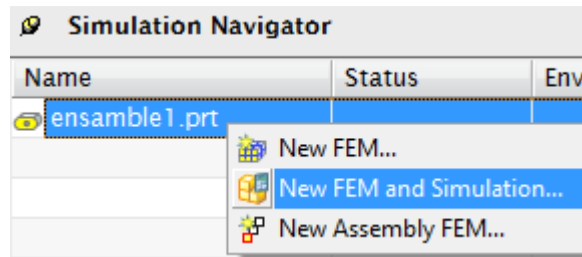 Simulation Navigator
Name Status Env
ensamble1.prt
New FEM...
New FEM and Simulation...
New Assembly FEM...